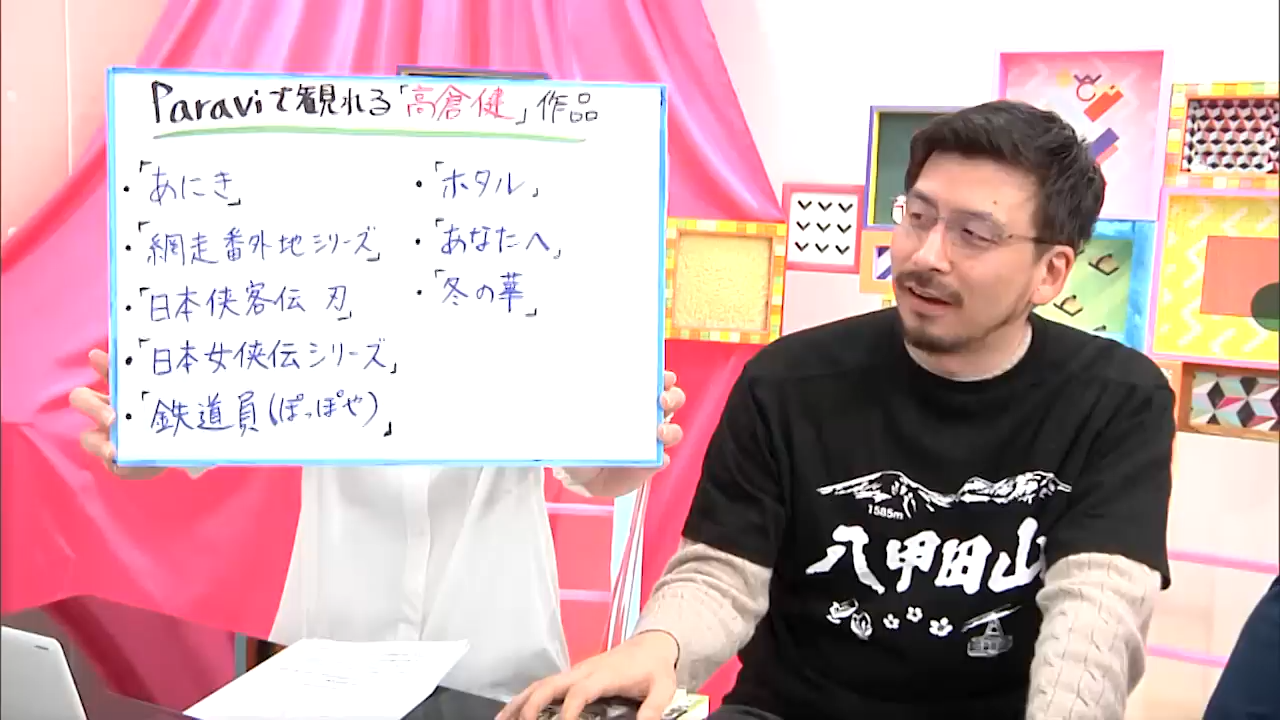 Paraviで観れる「高倉健」作品
・「あにき」
・「網走番外地シリーズ」
・「日本侠客伝 刃」
・「日本女侠伝シリーズ」
・「鉄道員(ぽっぽや)」
・「ホタル」
・「あなたへ」
・「冬の華」
1585m
八甲田山